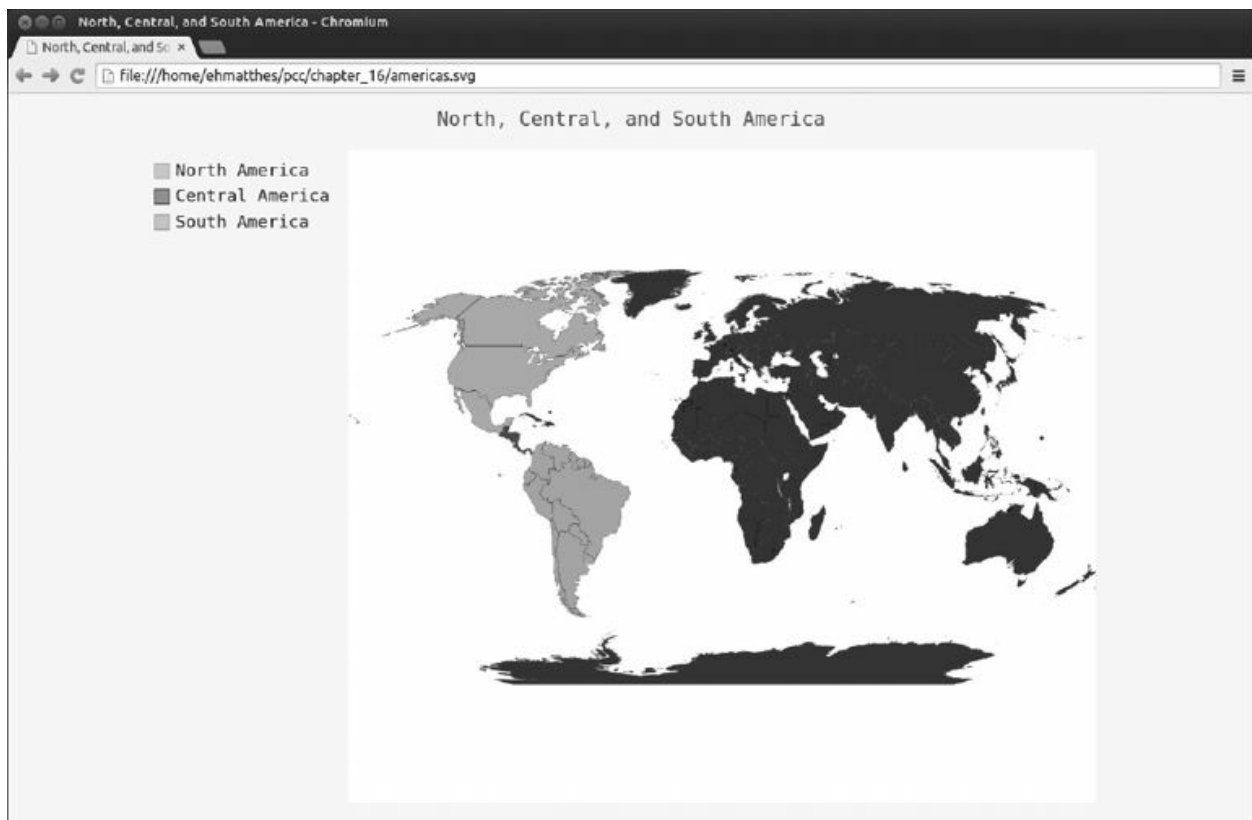 North, Central, and South America - Chromium
North, Central, and So
file:///home/ehmatthes/pcc/chapter_16/americas.svg
North, Central, and South America
North America
Central America
South America